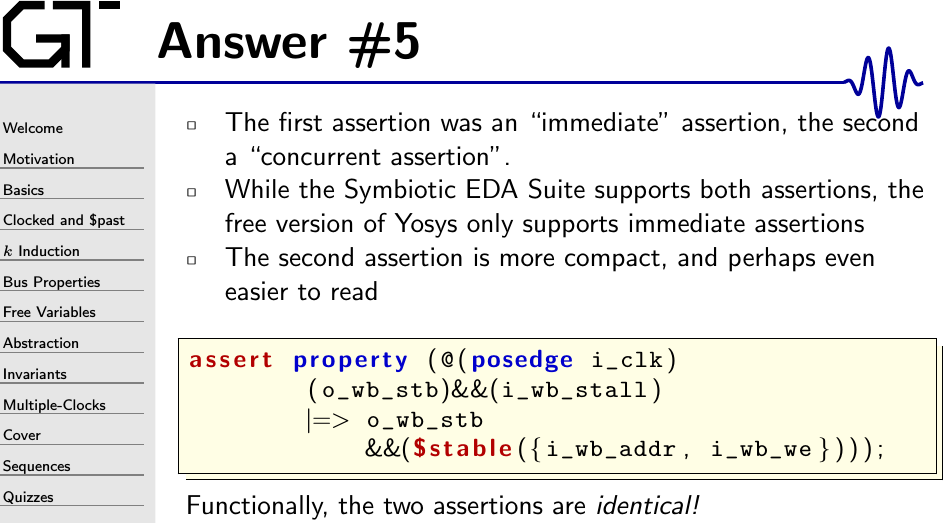 GT
Answer #5
Welcome
Motivation
Basics
Clocked and $past
k Induction
Bus Properties
Free Variables
Abstraction
Invariants
Multiple-Clocks
Cover
Sequences
Quizzes
The first assertion was an “immediate” assertion, the second
a “concurrent assertion”.
While the Symbiotic EDA Suite supports both assertions, the
free version of Yosys only supports immediate assertions
The second assertion is more compact, and perhaps even
easier to read
assert property (@(posedge i_clk)
(o_wb_stb)&&(i_wb_stall)
|=> o_wb_stb
&&($stable({i_wb_addr, i_wb_we})));
Functionally, the two assertions are identical!